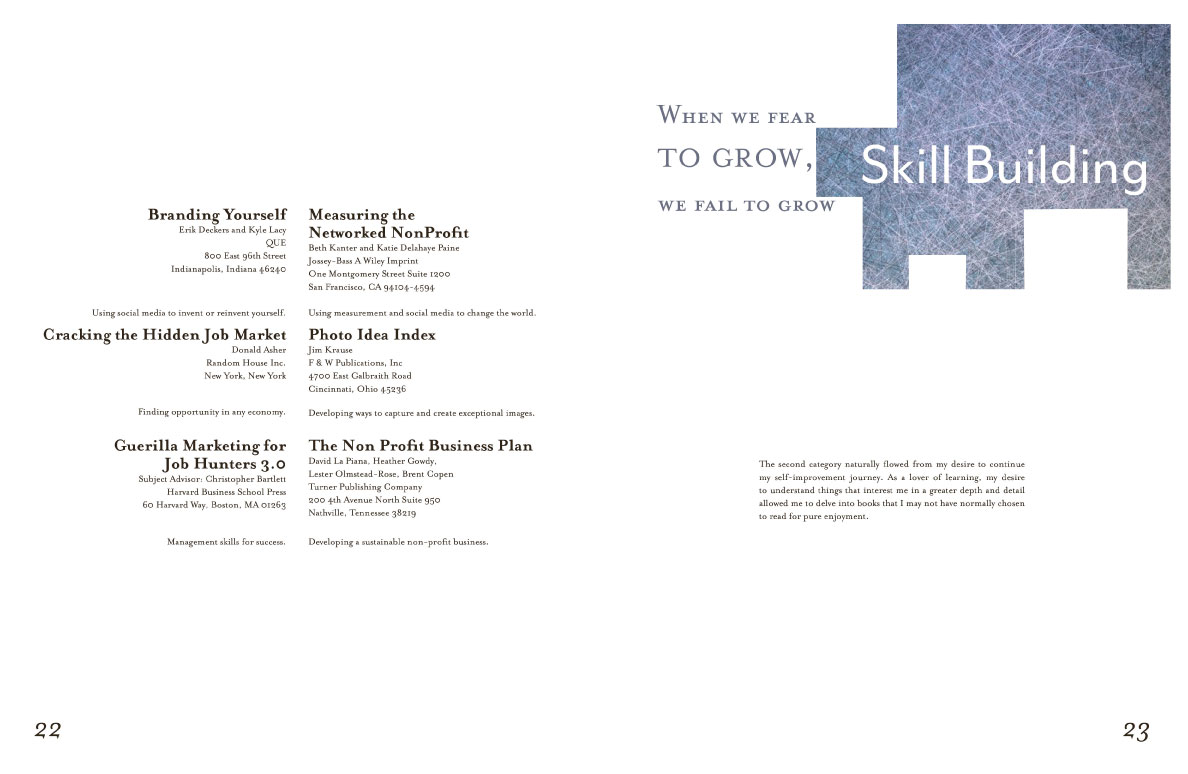 Branding Yourself
Erik Deckers and Kyle Lacy
QUE
800 East 96th Street
Indianapolis, Indiana 46240
Using social media to invent or reinvent yourself.
Cracking the Hidden Job Market
Donald Asher
Random House Inc.
New York, New York
Finding opportunity in any economy.
Guerilla Marketing for
Job Hunters 3.0
Subject Advisor: Christopher Bartlett
Harvard Business School Press
60 Harvard Way, Boston, MA 01263
Management skills for success.
Measuring the
Networked NonProfit
Beth Kanter and Katie Delahaye Paine
Jossey-Bass A Wiley Imprint
One Montgomery Street Suite 1200
San Francisco, CA 94104-4594
Using measurement and social media to change the world.
Photo Idea Index
Jim Krause
F & W Publications, Inc
4700 East Galbraith Road
Cincinnati, Ohio 45236
Developing ways to capture and create exceptional images.
The Non Profit Business Plan
David La Piana, Heather Gowdy,
Lester Olmstead-Rose, Brent Copen
Turner Publishing Company
200 4th Avenue North Suite 950
Nathville, Tennessee 38219
Developing a sustainable non-profit business.
22
When we fear
to grow,
we fail to grow
Skill Building
The second category naturally flowed from my desire to continue
my self-improvement journey. As a lover of learning, my desire
to understand things that interest me in a greater depth and detail
allowed me to delve into books that I may not have normally chosen
to read for pure enjoyment.
23